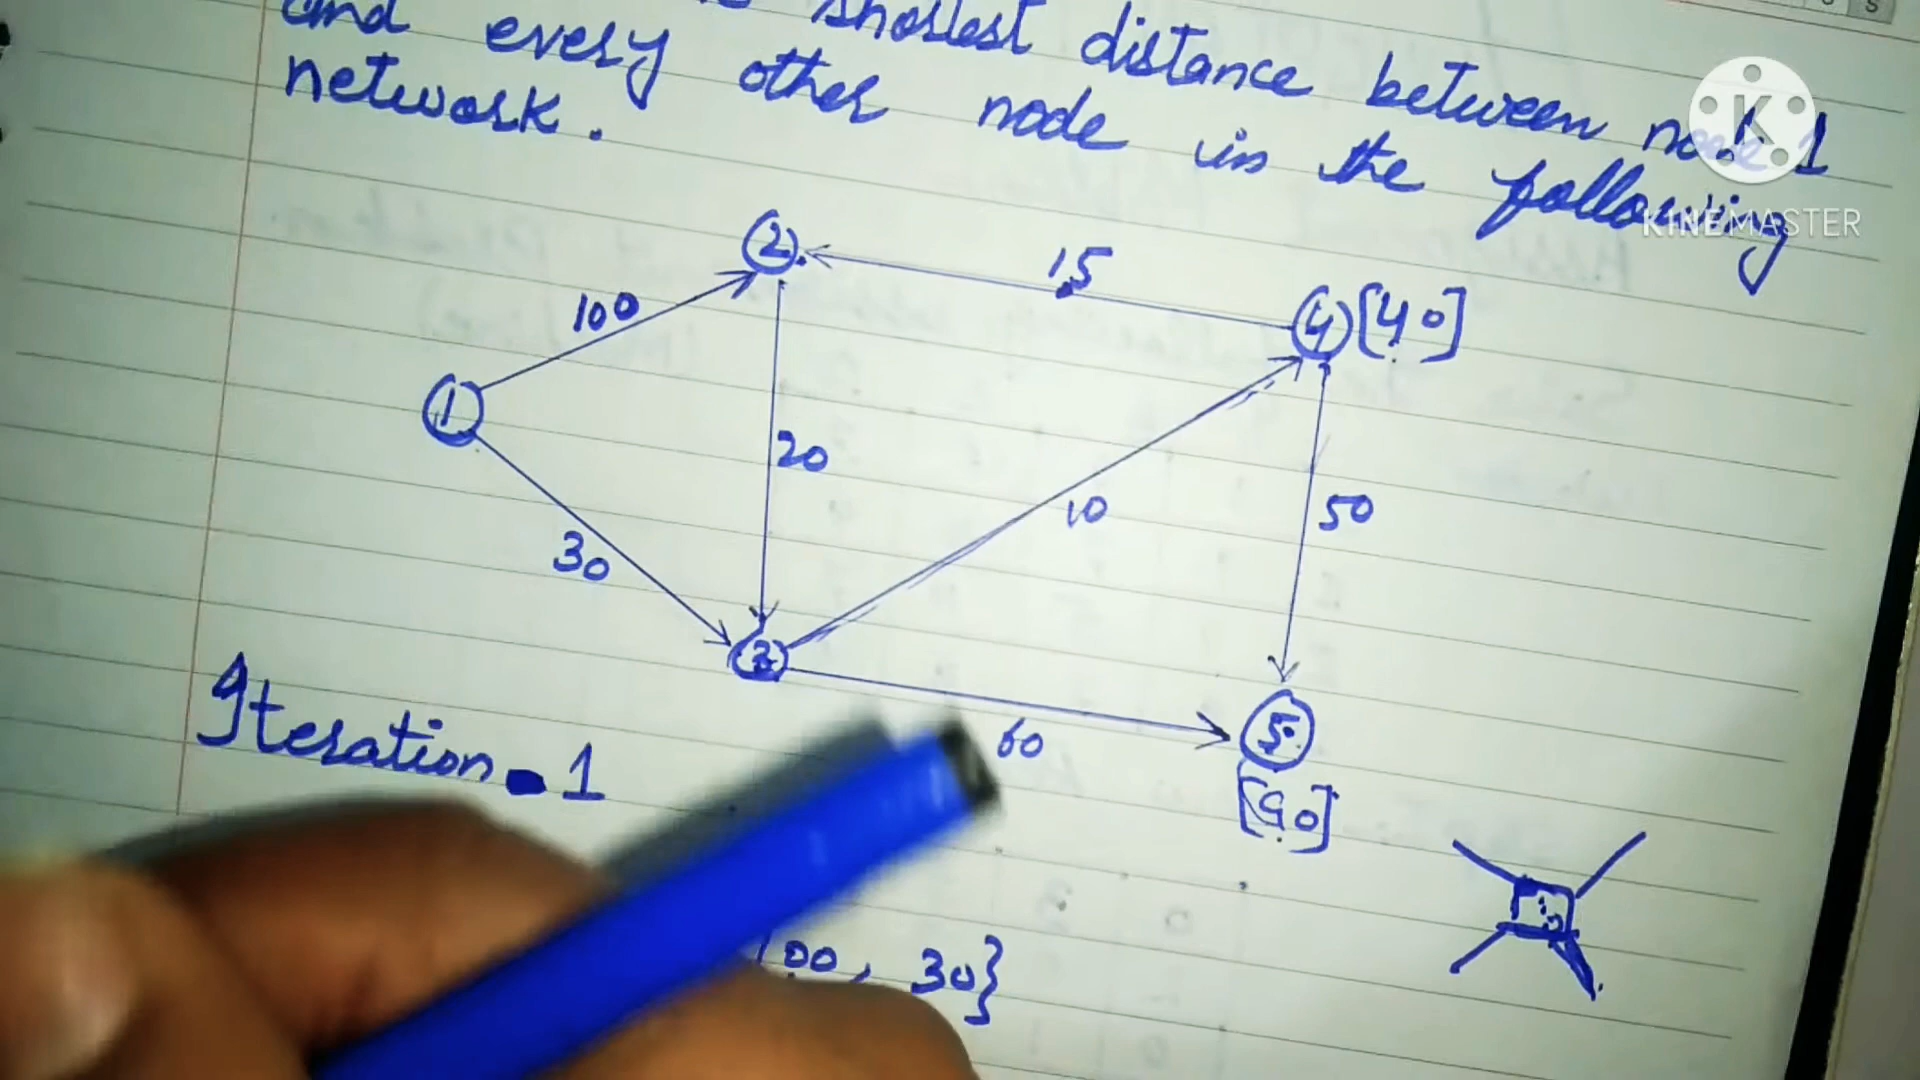 shortest distance between node 1
and every other node in the following
network.
K
KINEMASTER
2
15
4 [40]
100
1
20
10
50
30
3
60
5
[90]
Iteration - 1
100, 30}